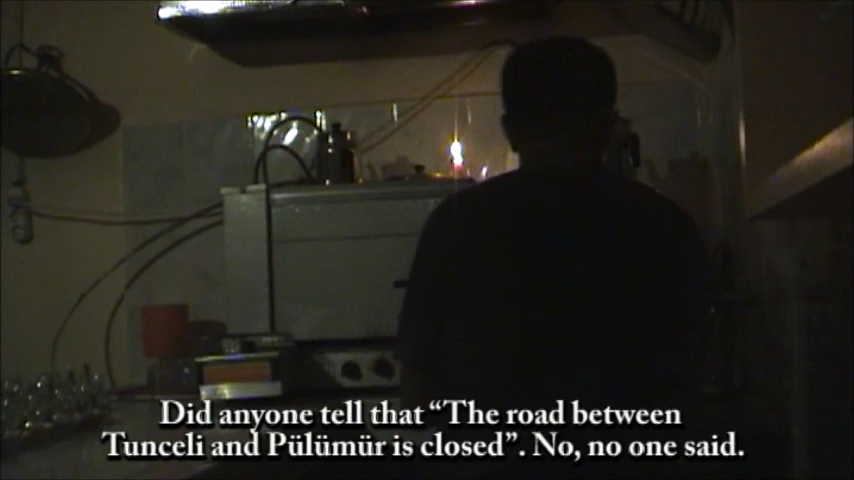 Did anyone tell that “The road between
Tunceli and Pülümür is closed”. No, no one said.